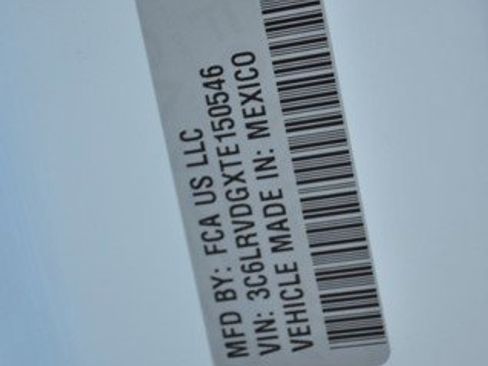 MFD BY: FCA US LLC
VIN: 3C6LRVDGXTE150546
VEHICLE MADE IN: MEXICO